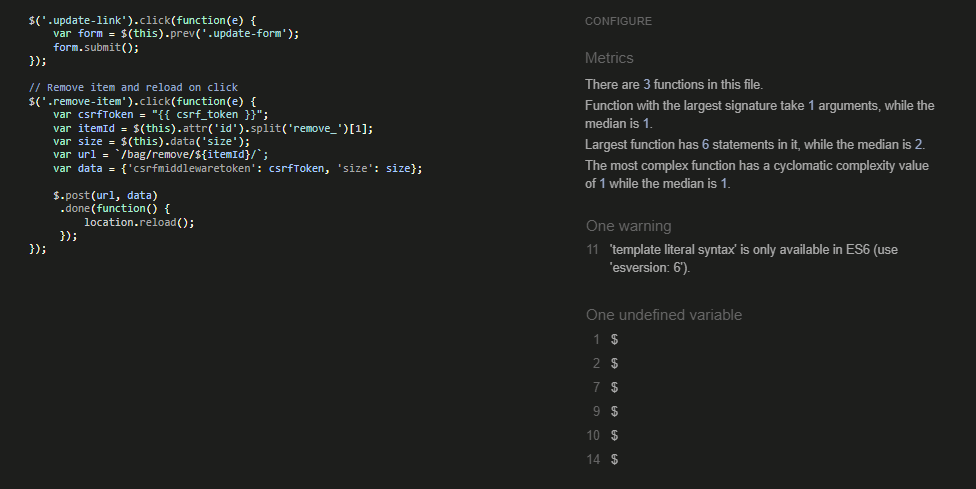 $('.update-link').click(function(e) {
    var form = $(this).prev('.update-form');
    form.submit();
});

// Remove item and reload on click
$('.remove-item').click(function(e) {
    var csrfToken = "{{ csrf_token }}";
    var itemId = $(this).attr('id').split('remove_')[1];
    var size = $(this).data('size');
    var url = `/bag/remove/${itemId}/`;
    var data = {'csrfmiddlewaretoken': csrfToken, 'size': size};

    $.post(url, data)
     .done(function() {
         location.reload();
     });
});
CONFIGURE
Metrics
There are 3 functions in this file.
Function with the largest signature take 1 arguments, while the
median is 1.
Largest function has 6 statements in it, while the median is 2.
The most complex function has a cyclomatic complexity value
of 1 while the median is 1.
One warning
11 'template literal syntax' is only available in ES6 (use
'esversion: 6').
One undefined variable
1 $
2 $
7 $
9 $
10 $
14 $